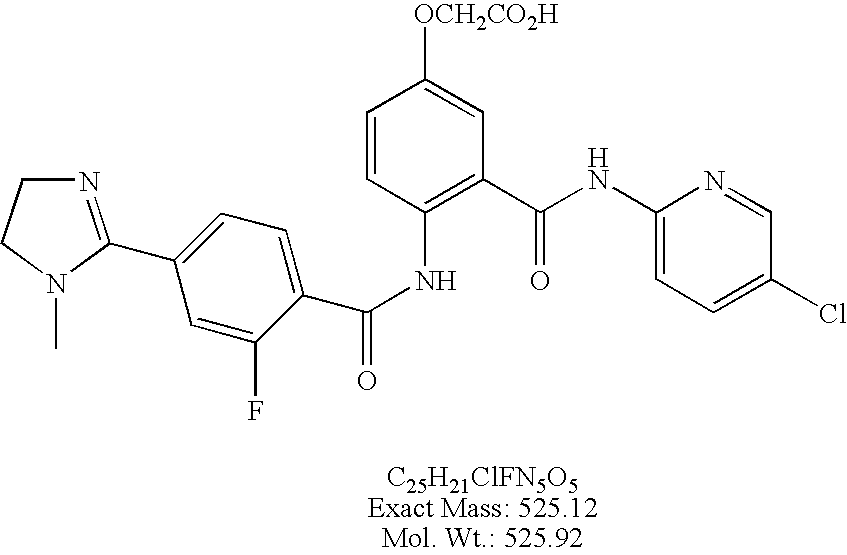 OCH₂CO₂H
H
N
N
N
N
NH
O
Cl
O
F
C₂₅H₂₁ClFN₅O₅
Exact Mass: 525.12
Mol. Wt.: 525.92